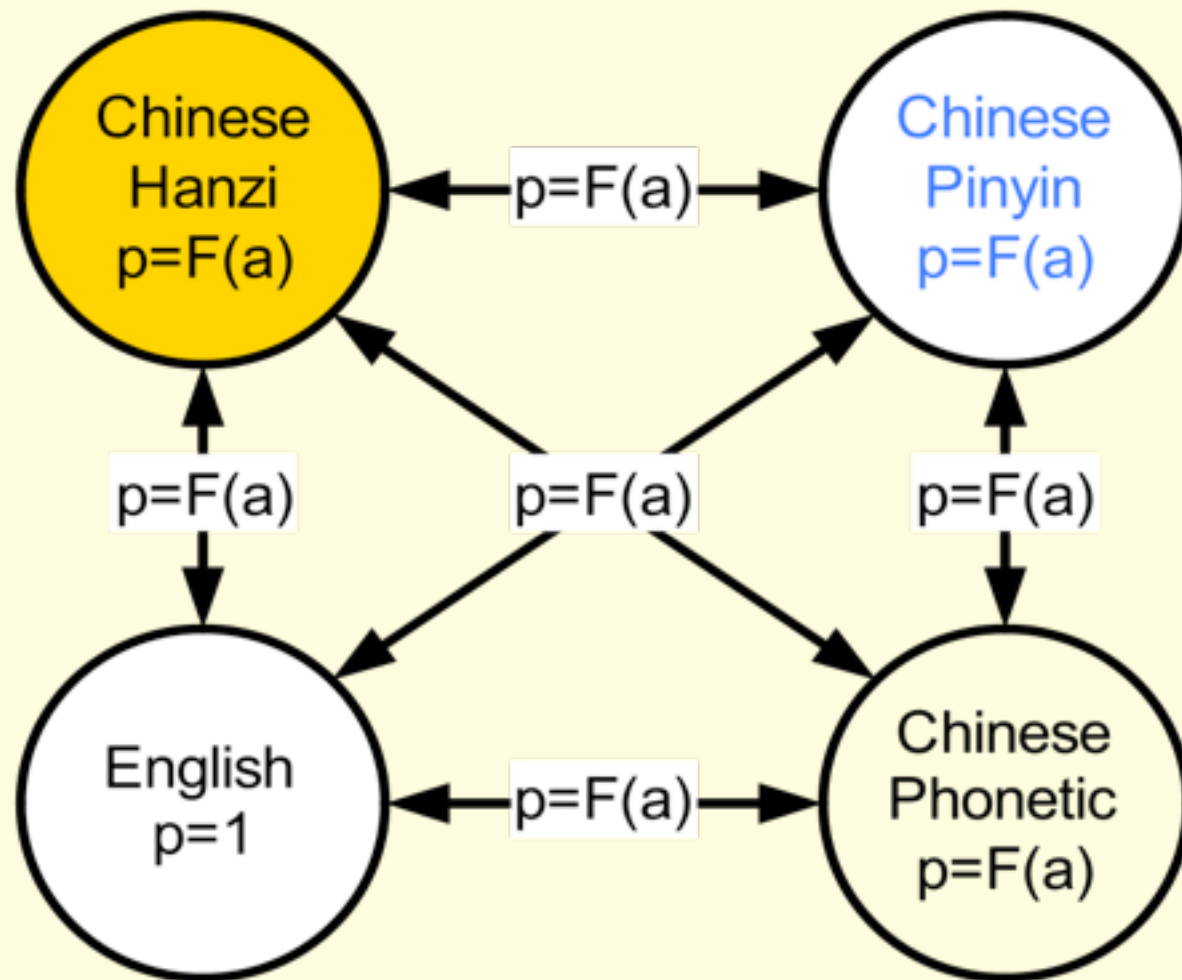 Chinese
Hanzi
p=F(a)
p=F(a)
Chinese
Pinyin
p=F(a)
p=F(a)
p=F(a)
p=F(a)
English
p=1
p=F(a)
Chinese
Phonetic
p=F(a)